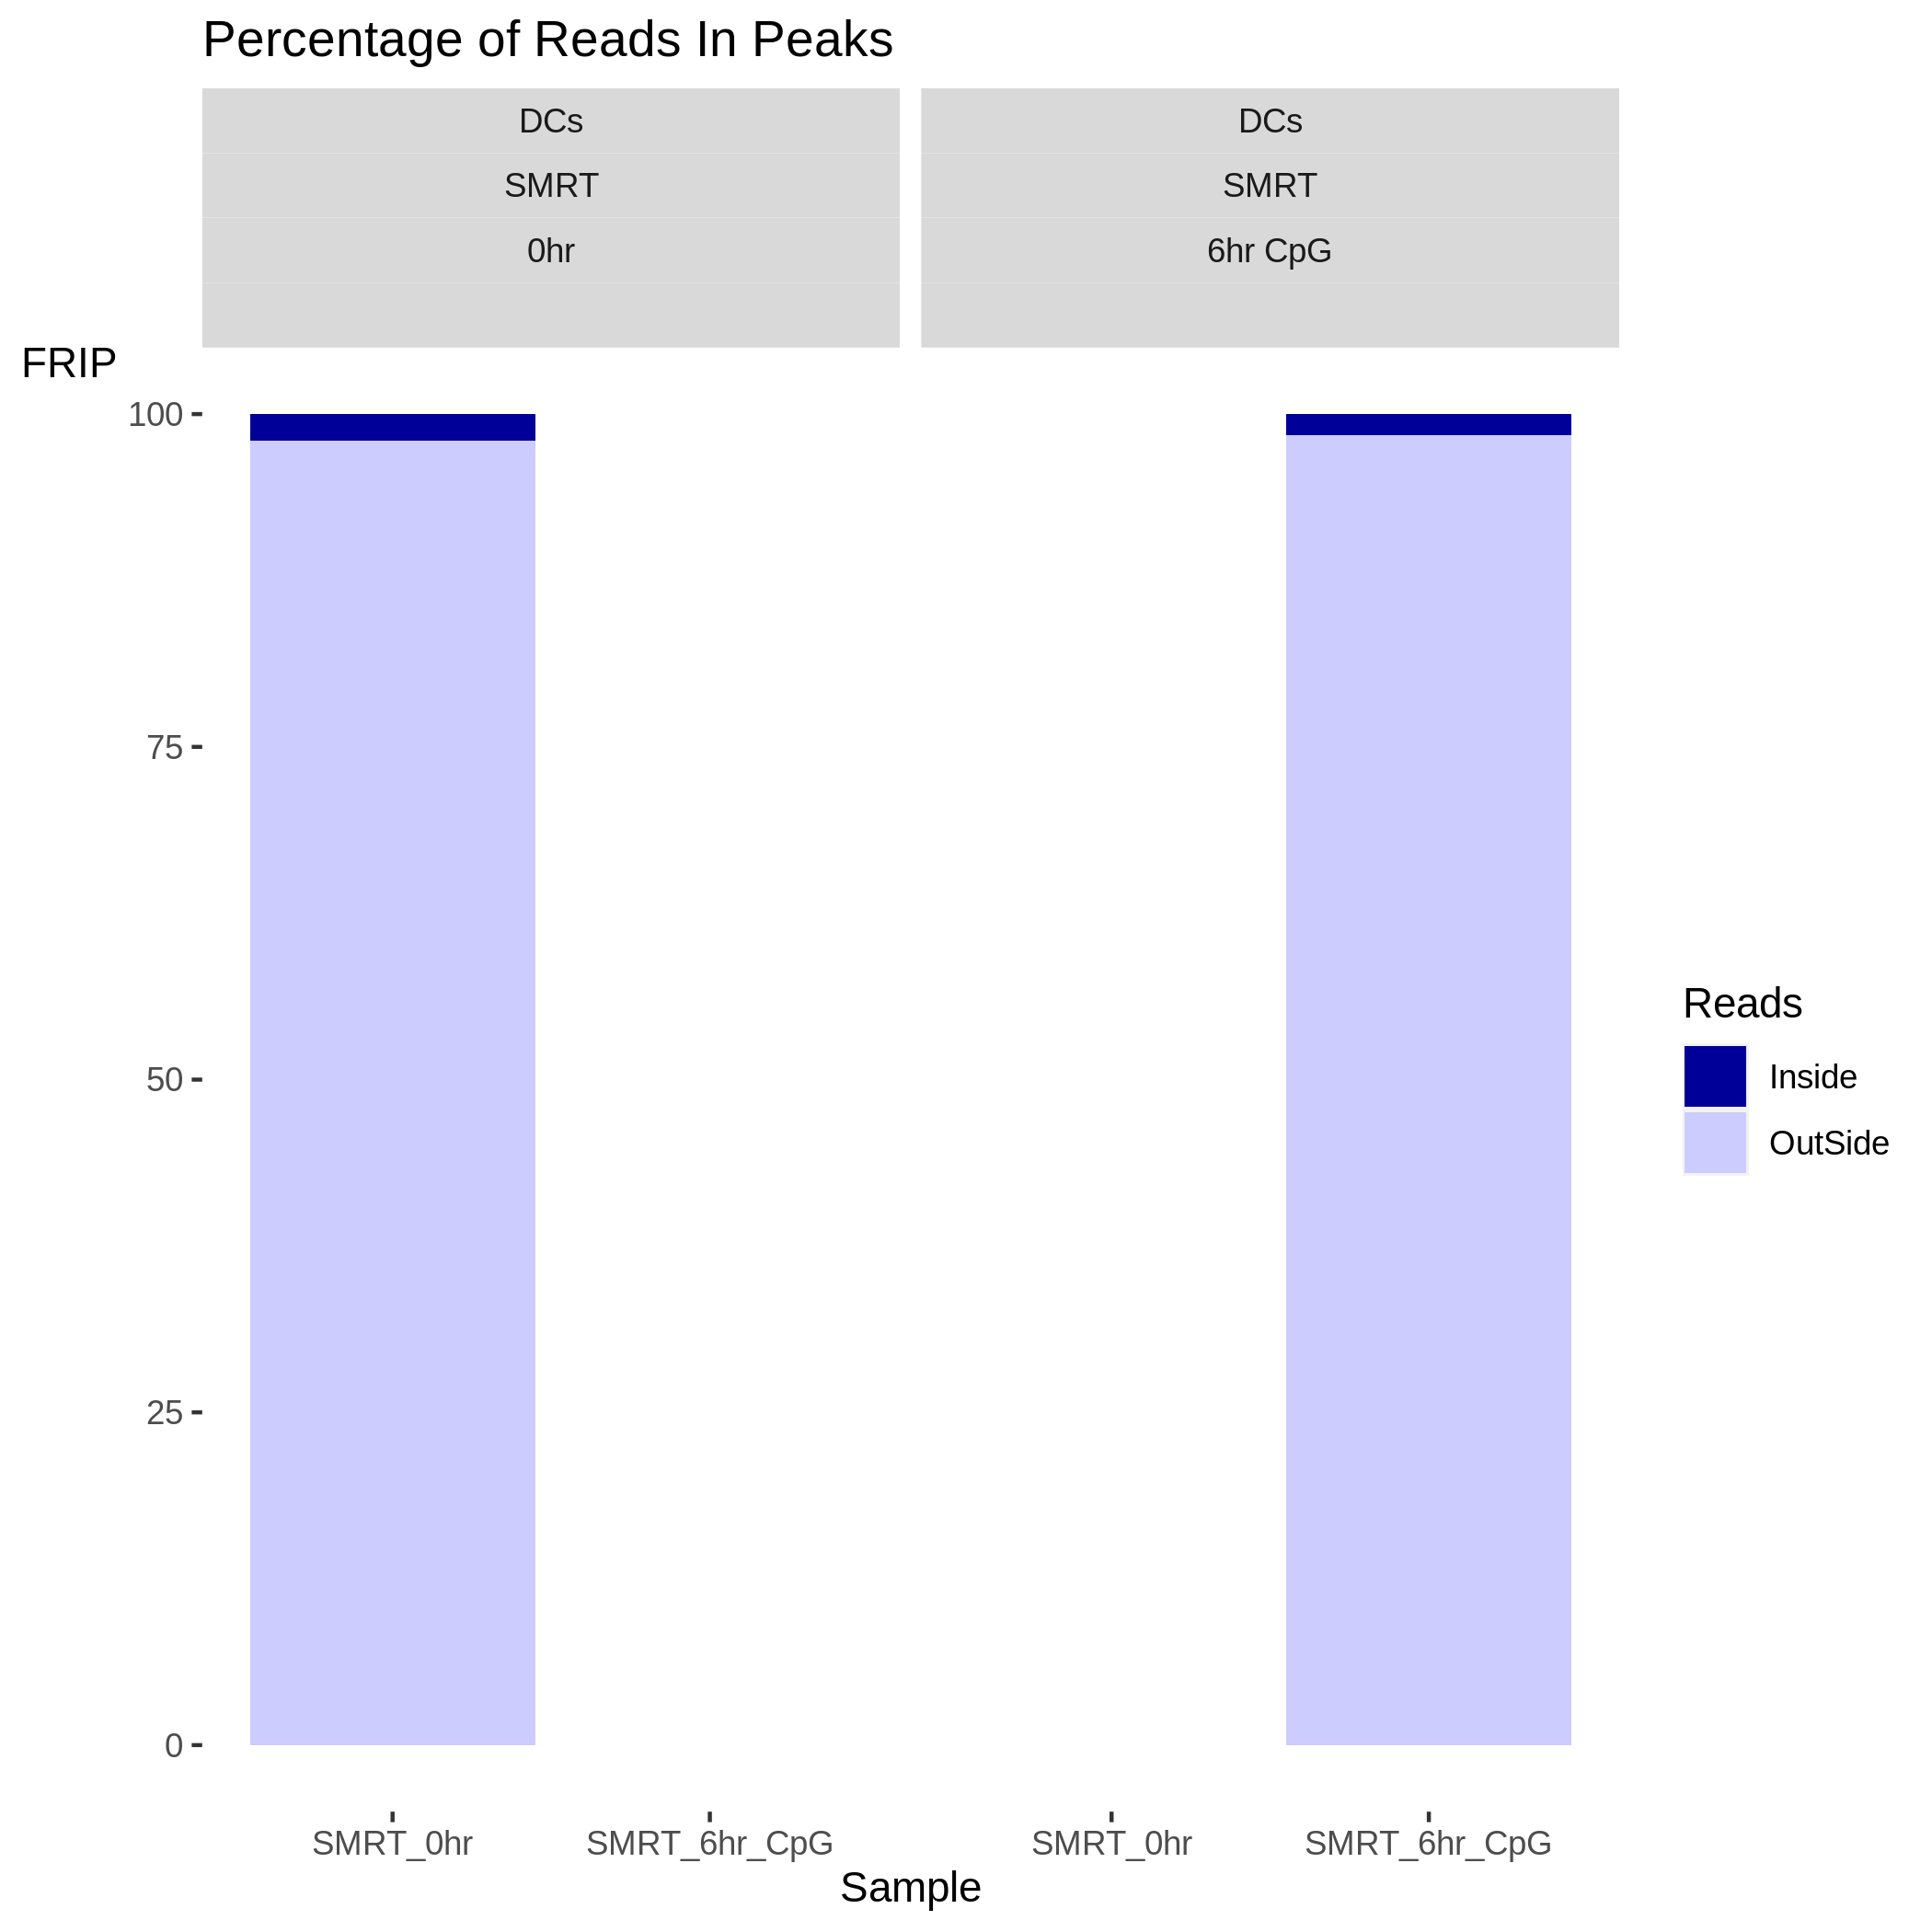 Percentage of Reads In Peaks
DCs
SMRT
0hr
DCs
SMRT
6hr CpG
FRIP
100
75
50
25
0
SMRT_0hr
SMRT_6hr_CpG
SMRT_0hr
SMRT_6hr_CpG
Sample
Reads
Inside
OutSide